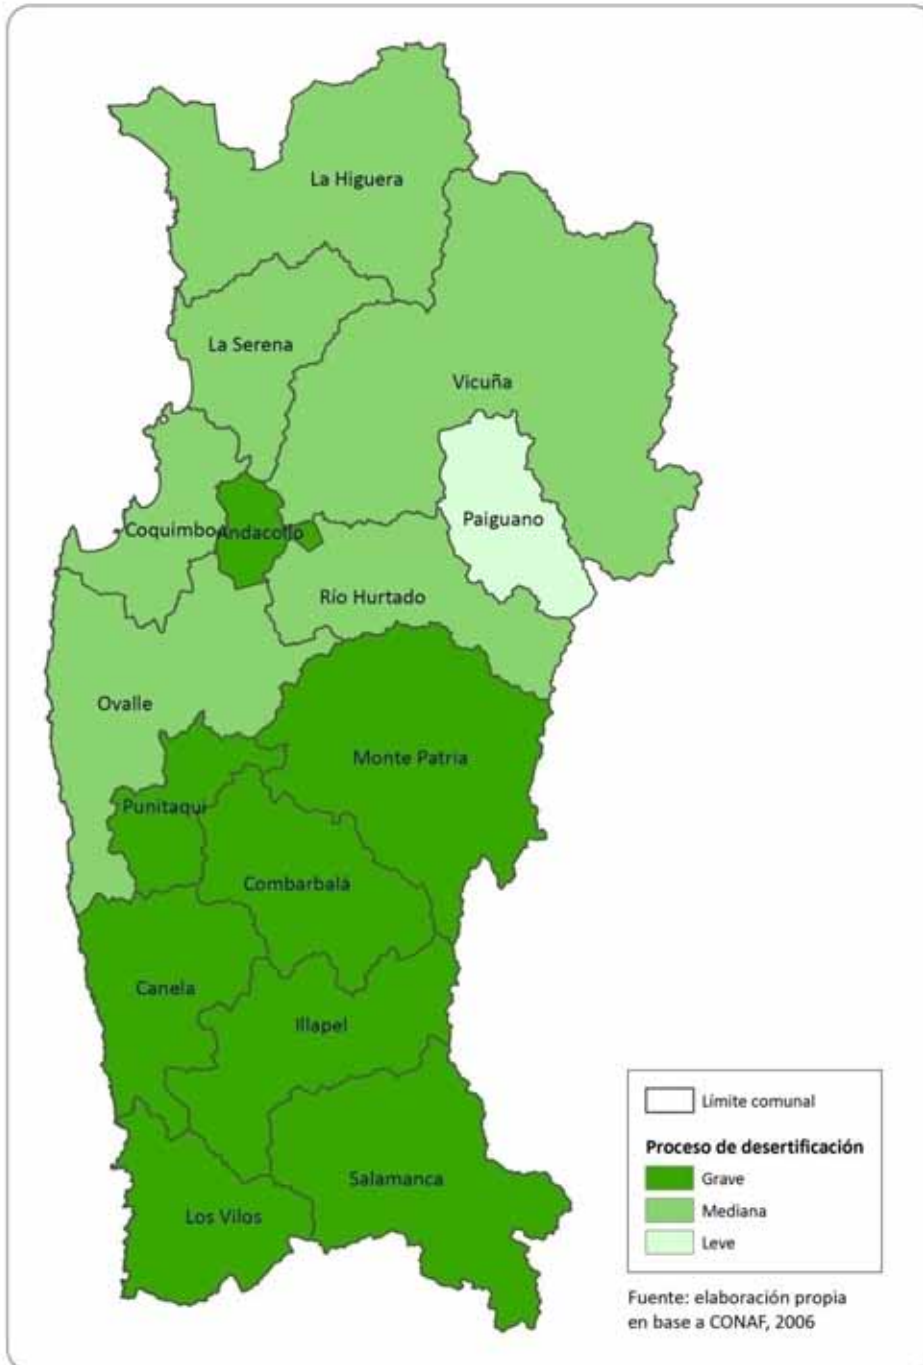 La Higuera
La Serena
Vicuña
Paiguano
Coquimbo
Andacollo
Río Hurtado
Ovalle
Monte Patria
Punitaqui
Combarbalá
Canela
Illapel
Salamanca
Los Vilos
Límite comunal
Proceso de desertificación
Grave
Mediana
Leve
Fuente: elaboración propia
en base a CONAF, 2006